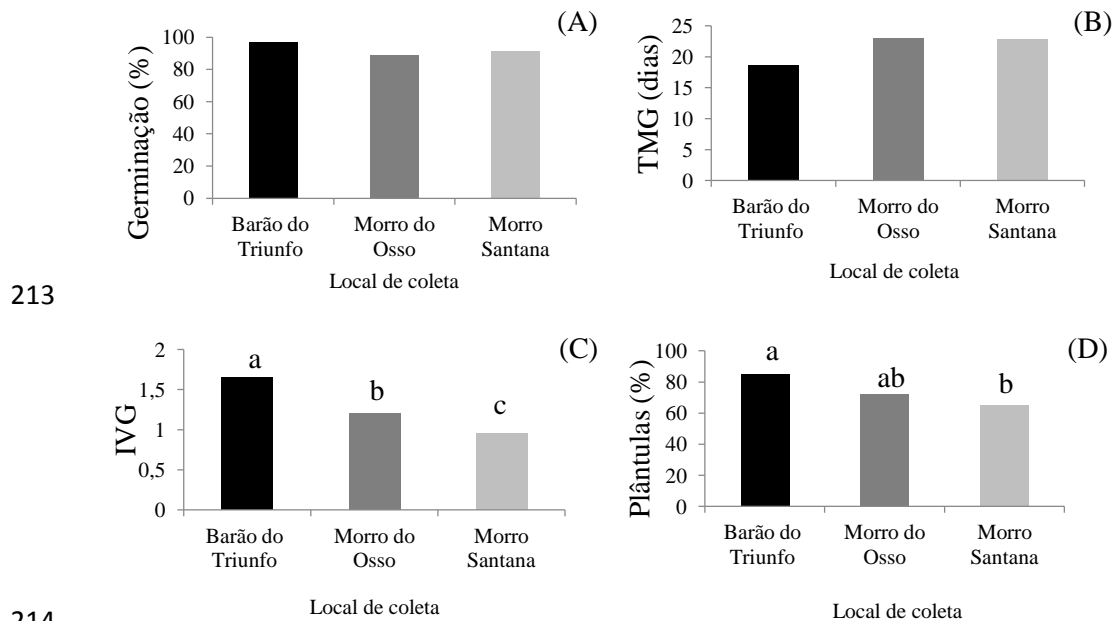 (A)
Germinação (%)
100
80
60
40
20
0
Barão do Triunfo
Morro do Osso
Morro Santana
Local de coleta
(B)
TMG (dias)
25
20
15
10
5
0
Barão do Triunfo
Morro do Osso
Morro Santana
Local de coleta
213
(C)
IVG
2
1,5
1
0,5
0
a
b
c
Barão do Triunfo
Morro do Osso
Morro Santana
Local de coleta
(D)
Plântulas (%)
100
80
60
40
20
0
a
ab
b
Barão do Triunfo
Morro do Osso
Morro Santana
Local de coleta
214